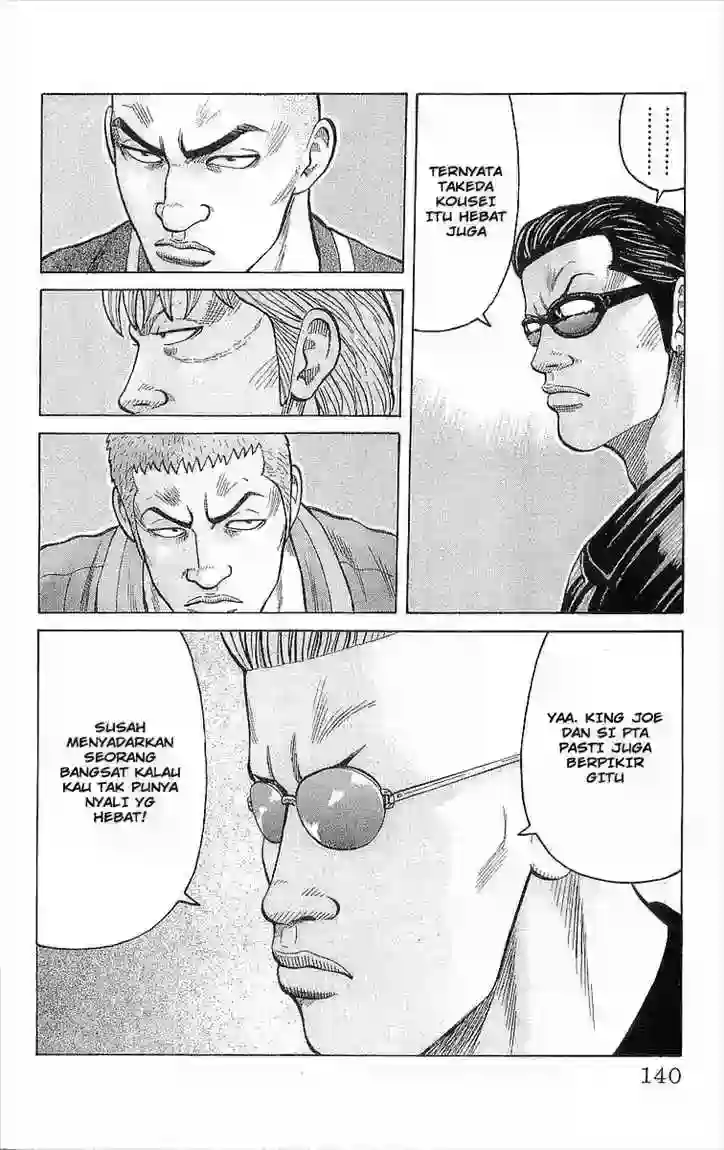 TERNYATA
TAKEDA
KOUSEI
ITU HEBAT
JUGA
YAA. KING JOE
DAN SI PTA
PASTI JUGA
BERPIKIR
GITU
SUSAH
MENYADARKAN
SEORANG
BANGSAT KALAU
KAU TAK PUNYA
NYALI YG
HEBAT!
140